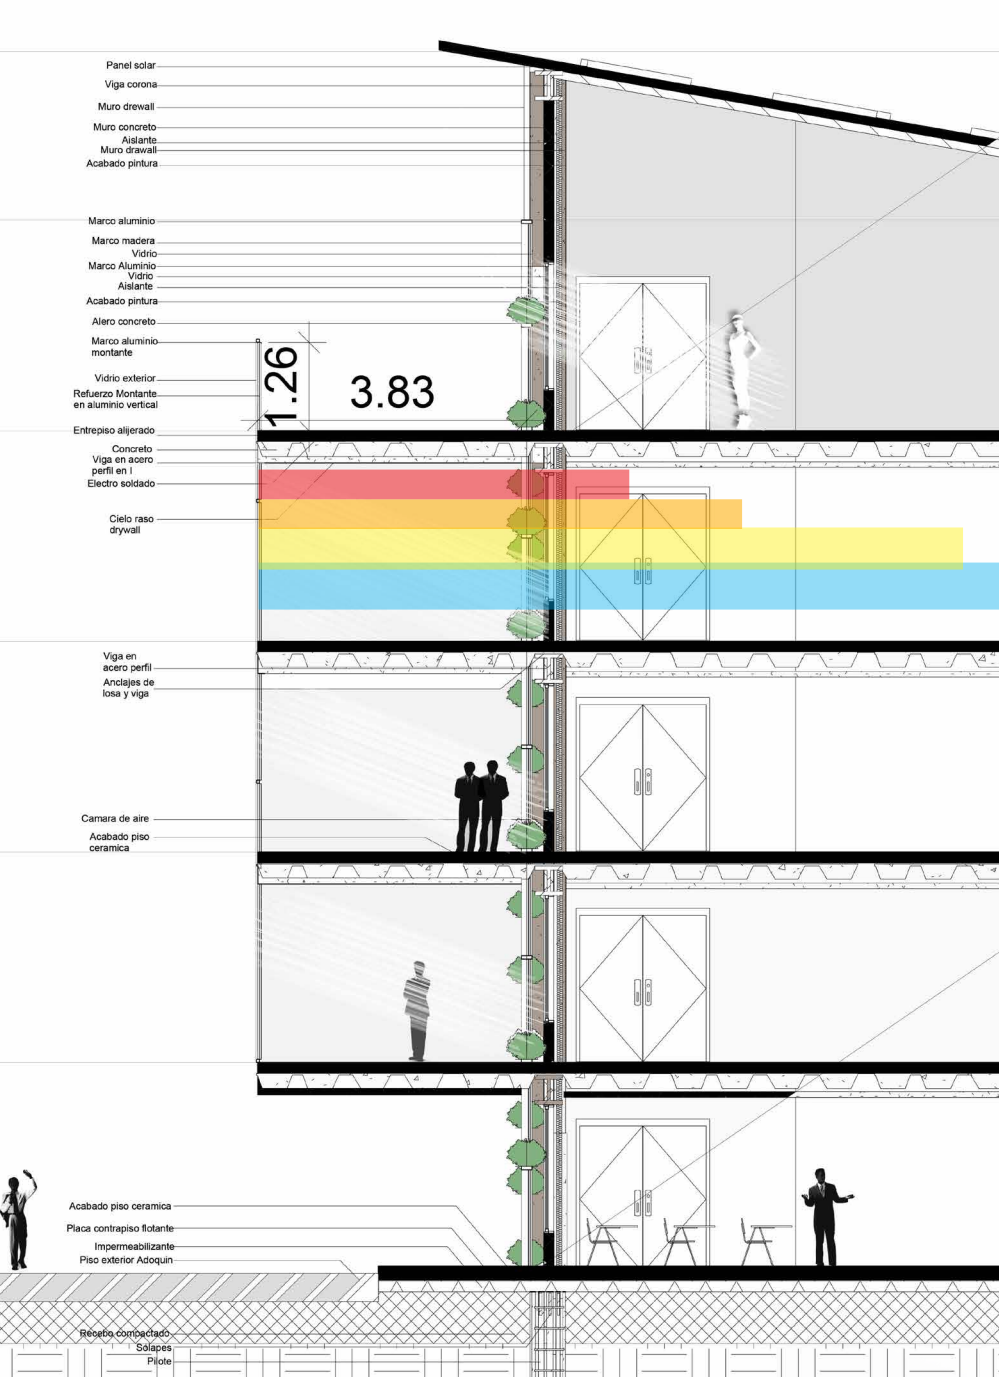 Panel solar
Viga corona
Muro drewall
Muro concreto
Aislante
Muro drawall
Acabado pintura
Marco aluminio
Marco madera
Vidrio
Marco Aluminio
Vidrio
Aislante
Acabado pintura
Alero concreto
Marco aluminio
montante
Vidrio exterior
Refuerzo Montante
en aluminio vertical
1.26
3.83
Entrepiso alijerado
Concreto
Viga en acero
perfil en I
Electro soldado
Cielo raso
drywall
Viga en
acero perfil
Anclajes de
losa y viga
Camara de aire
Acabado piso
ceramica
Acabado piso ceramica
Placa contrapiso flotante
Impermeabilizante
Piso exterior Adoquin
Recebo compactado
Solapes
Pilote